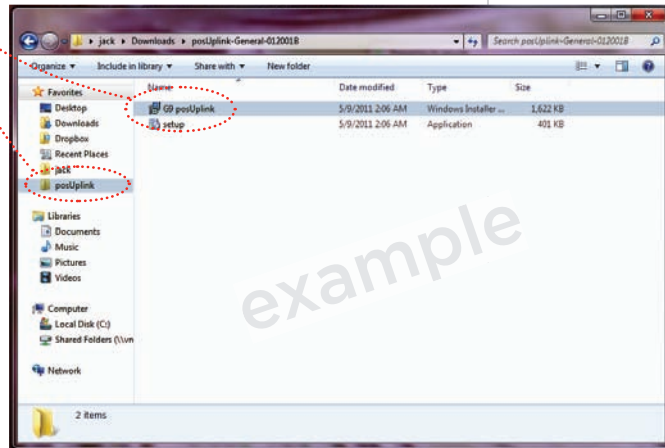 jack ▸ Downloads ▸ posUplink-General-012001B
Search posUplink-General-012001B
Organize Include in library Share with New folder
Name Date modified Type Size
Favorites
Desktop
Downloads
Dropbox
Recent Places
jack
posUplink
Libraries
Documents
Music
Pictures
Videos
Computer
Local Disk (C:)
Shared Folders (\\vm
Network
G9 posUplink 5/9/2011 2:06 AM Windows Installer ... 1,622 KB
setup 5/9/2011 2:06 AM Application 401 KB
example
2 items